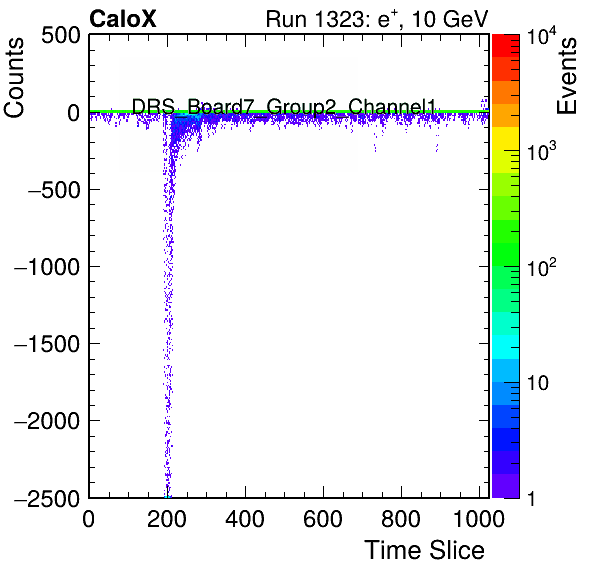 CaloX Run 1323: e⁺, 10 GeV
Counts
Events
DRS_Board7_Group2_Channel1
500
0
−500
−1000
−1500
−2000
−2500
0 200 400 600 800 1000
Time Slice
10⁴
10³
10²
10
1